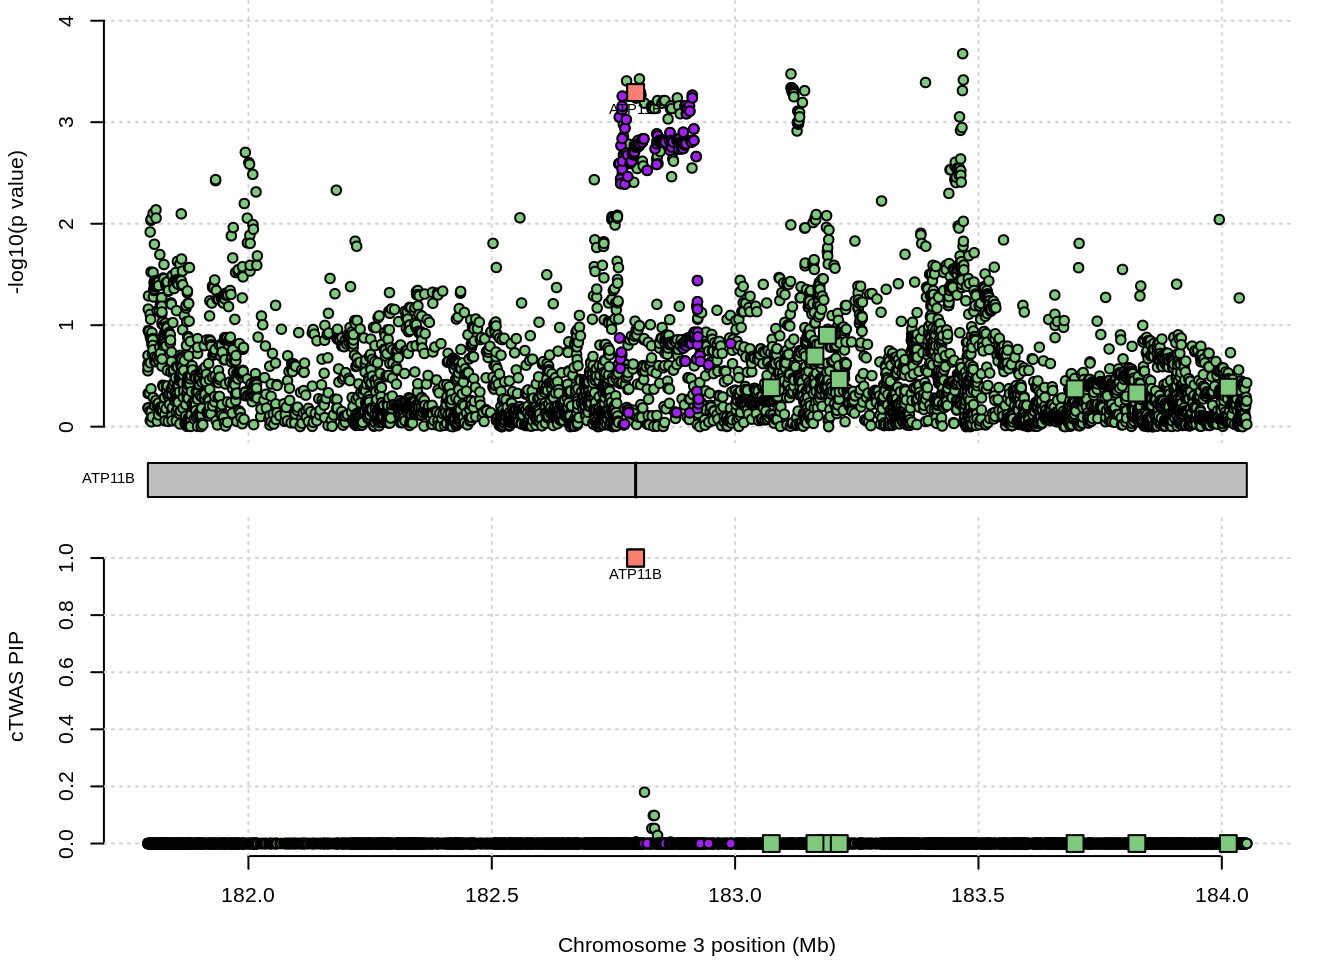 -log10(p value)
4
3
2
1
0
ATP11B
ATP11B
cTWAS PIP
1.0
0.8
0.6
0.4
0.2
0.0
ATP11B
182.0 182.5 183.0 183.5 184.0
Chromosome 3 position (Mb)